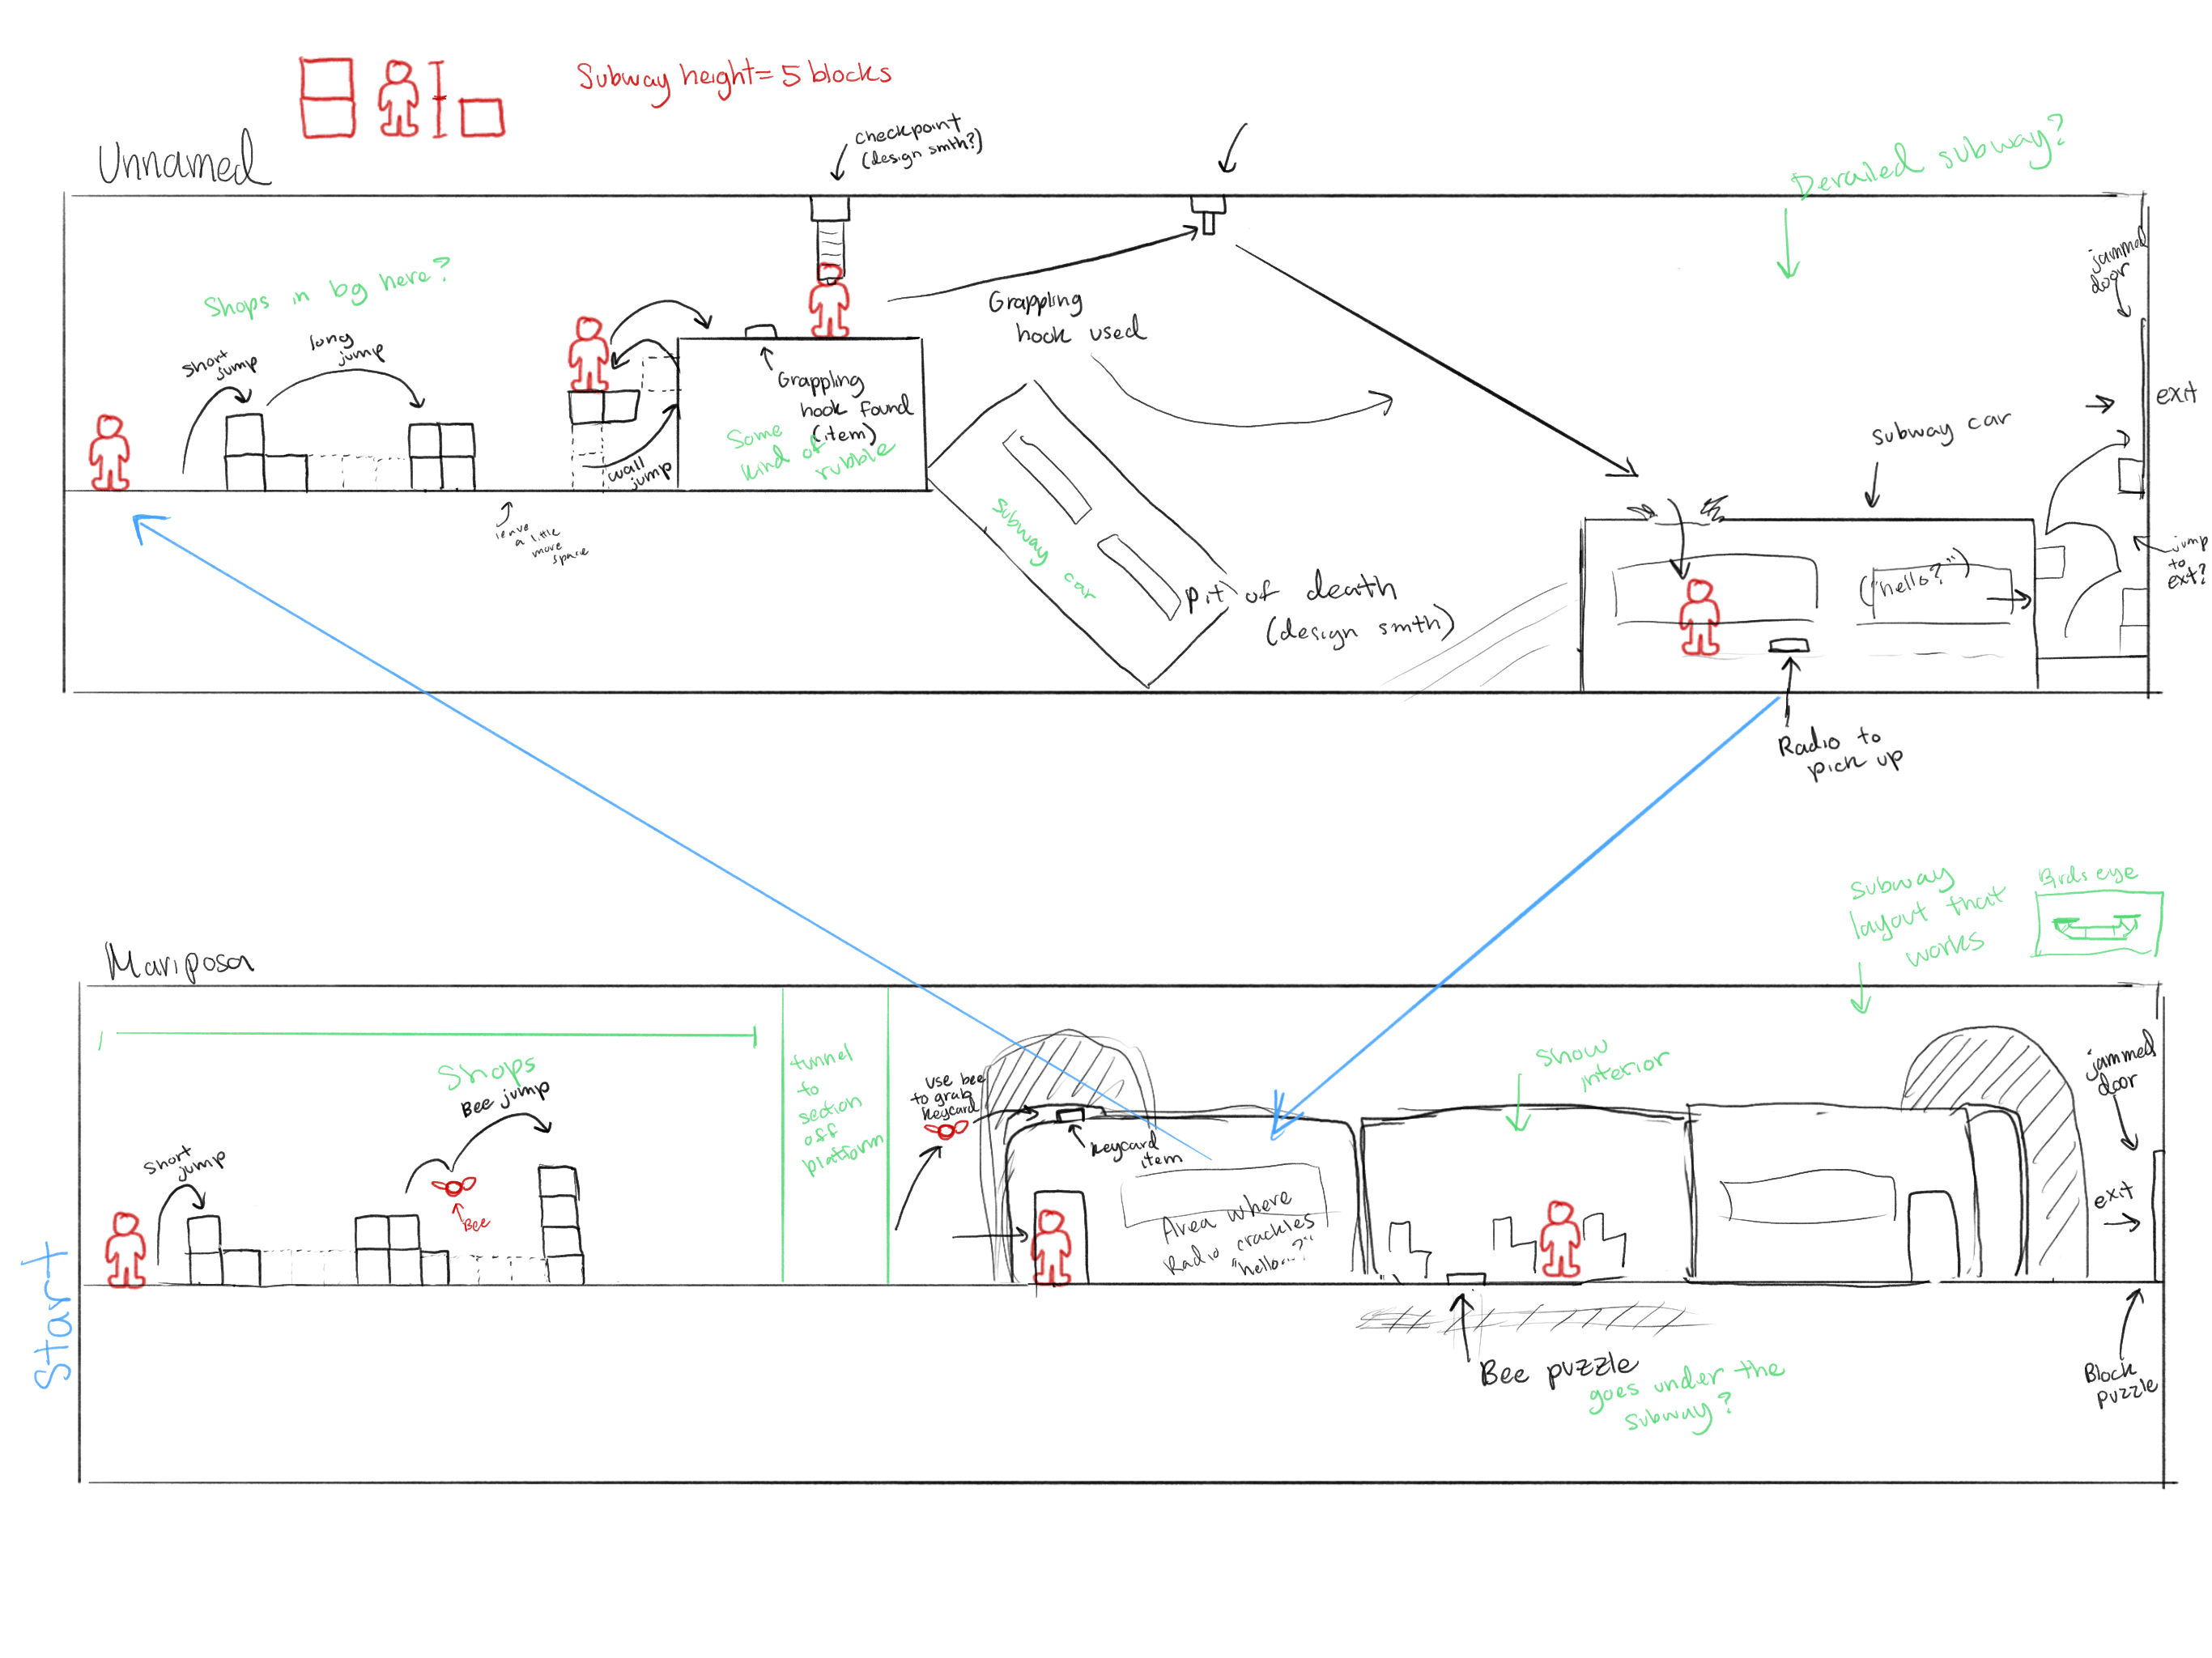 Subway height = 5 blocks
Unnamed
checkpoint
(design smth?)
Derailed subway?
Shops in bg here?
short
jump
long
jump
Grappling
hook used
jammed
door
Grappling
hook found
(item)
Some
kind of
rubble
wall
jump
leave
a little
more
space
Subway car
exit
subway car
Pit of death
(design smth)
("hello?")
jump
to
ext?
Radio to
pick up
Subway
layout that
works
Birds eye
Mariposa
Shops
Bee jump
short
jump
Bee
tunnel
to
section
off
platform
use bee
to grab
keycard
keycard
item
Show
interior
jammed
door
exit
Area where
Radio crackles
"hello...?"
Start
Bee puzzle
goes under the
subway?
Block
puzzle